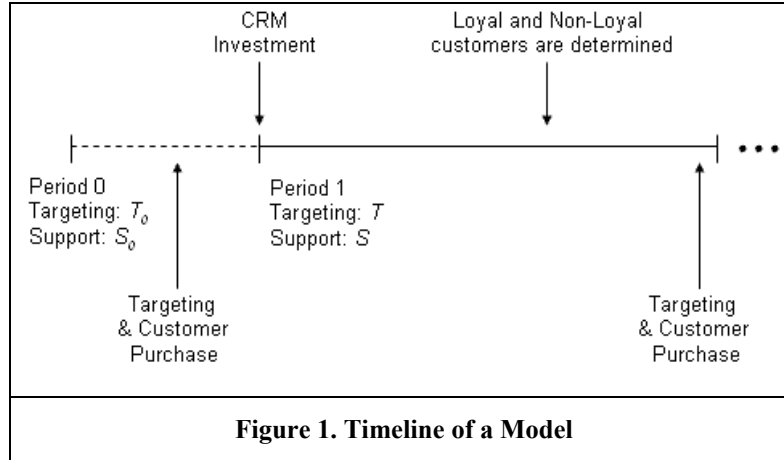 CRM
Investment
Loyal and Non-Loyal
customers are determined
Period 0
Targeting: T₀
Support: S₀
Period 1
Targeting: T
Support: S
Targeting
& Customer
Purchase
Targeting
& Customer
Purchase
Figure 1. Timeline of a Model